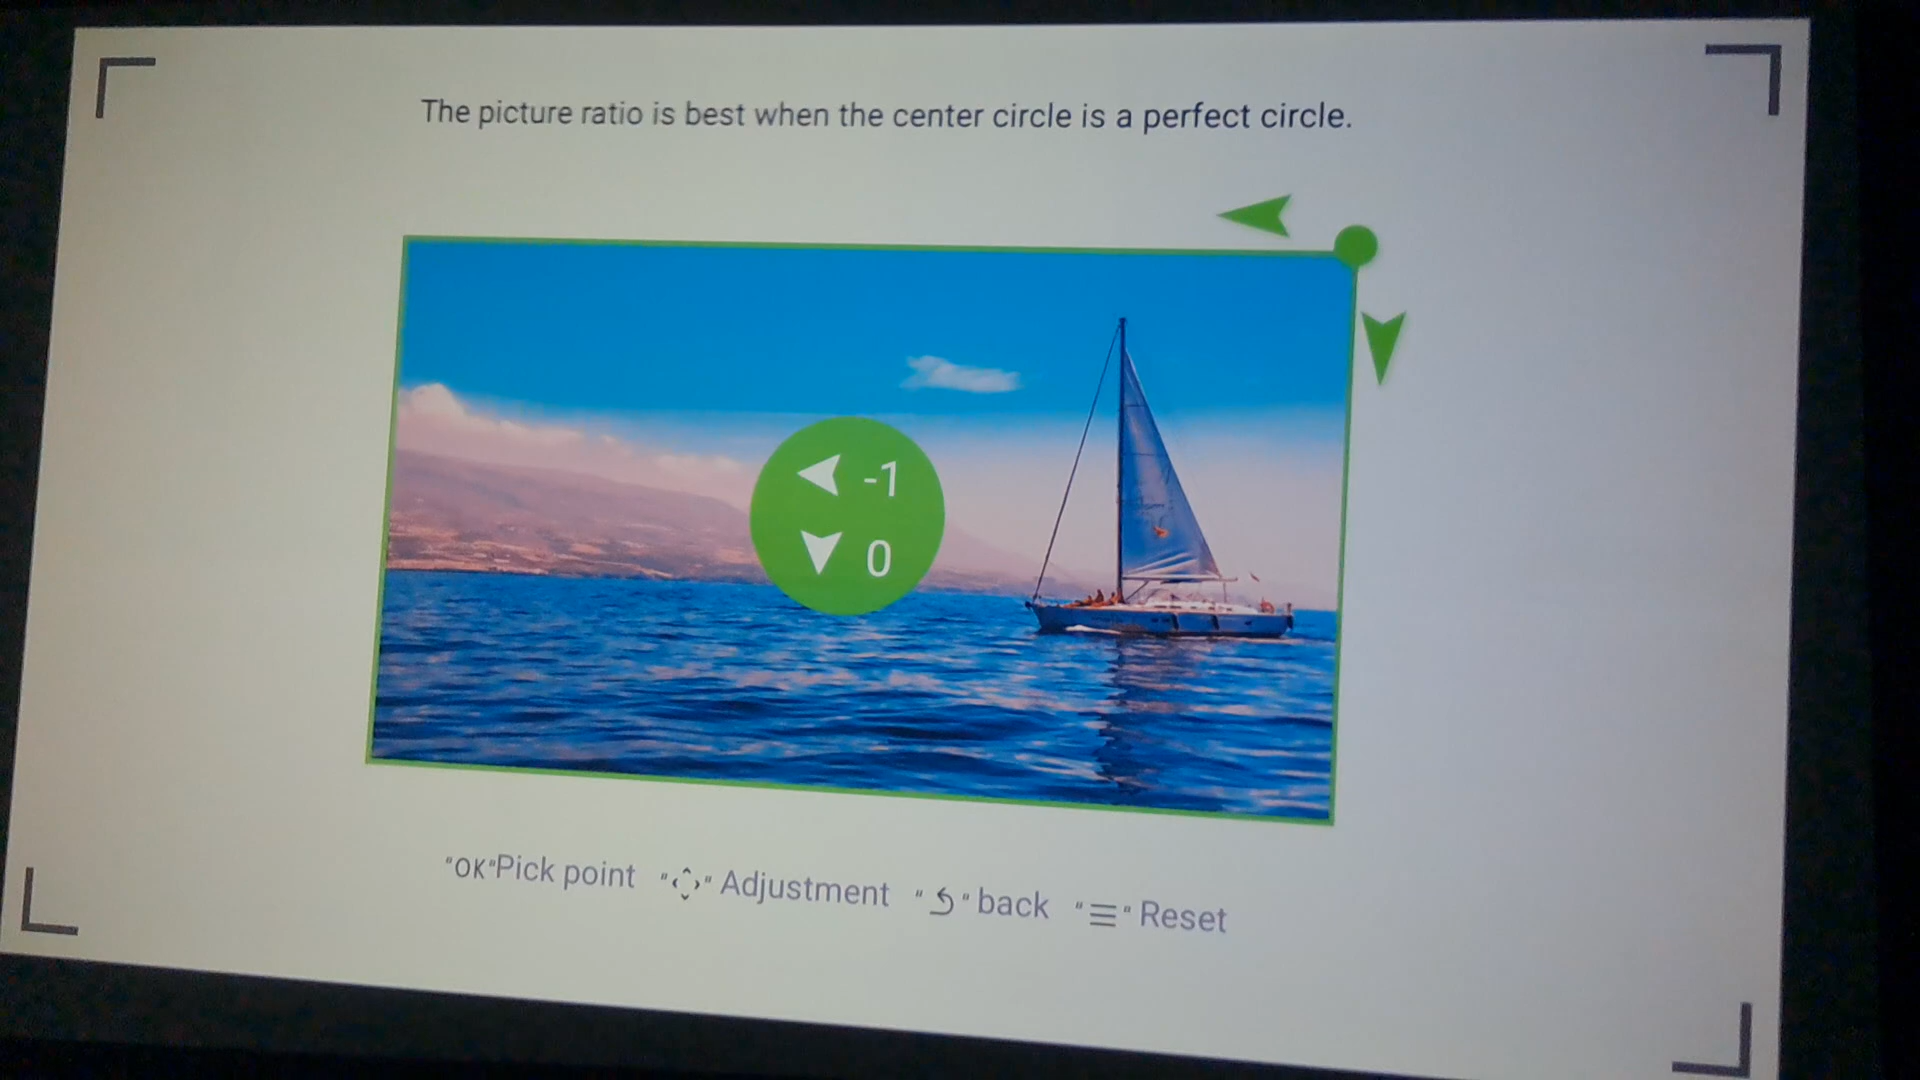 The picture ratio is best when the center circle is a perfect circle.
-1
0
"OK"Pick point " " Adjustment " " back "☰" Reset